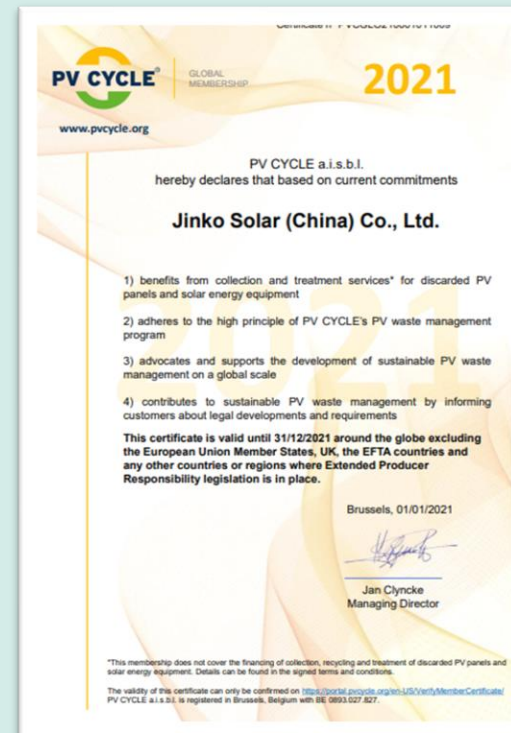 PV CYCLE®
GLOBAL
MEMBERSHIP
2021
www.pvcycle.org
PV CYCLE a.i.s.b.l.
hereby declares that based on current commitments
Jinko Solar (China) Co., Ltd.
1) benefits from collection and treatment services* for discarded PV
panels and solar energy equipment
2) adheres to the high principle of PV CYCLE's PV waste management
program
3) advocates and supports the development of sustainable PV waste
management on a global scale
4) contributes to sustainable PV waste management by informing
customers about legal developments and requirements
2021
This certificate is valid until 31/12/2021 around the globe excluding
the European Union Member States, UK, the EFTA countries and
any other countries or regions where Extended Producer
Responsibility legislation is in place.
Brussels, 01/01/2021
Jan Clyncke
Managing Director
*This membership does not cover the financing of collection, recycling and treatment of discarded PV panels and
solar energy equipment. Details can be found in the signed terms and conditions.
The validity of this certificate can only be confirmed on https://portal.pvcycle.org/en-US/VerifyMemberCertificate/
PV CYCLE a.i.s.b.l. is registered in Brussels, Belgium with BE 0893.027.827.